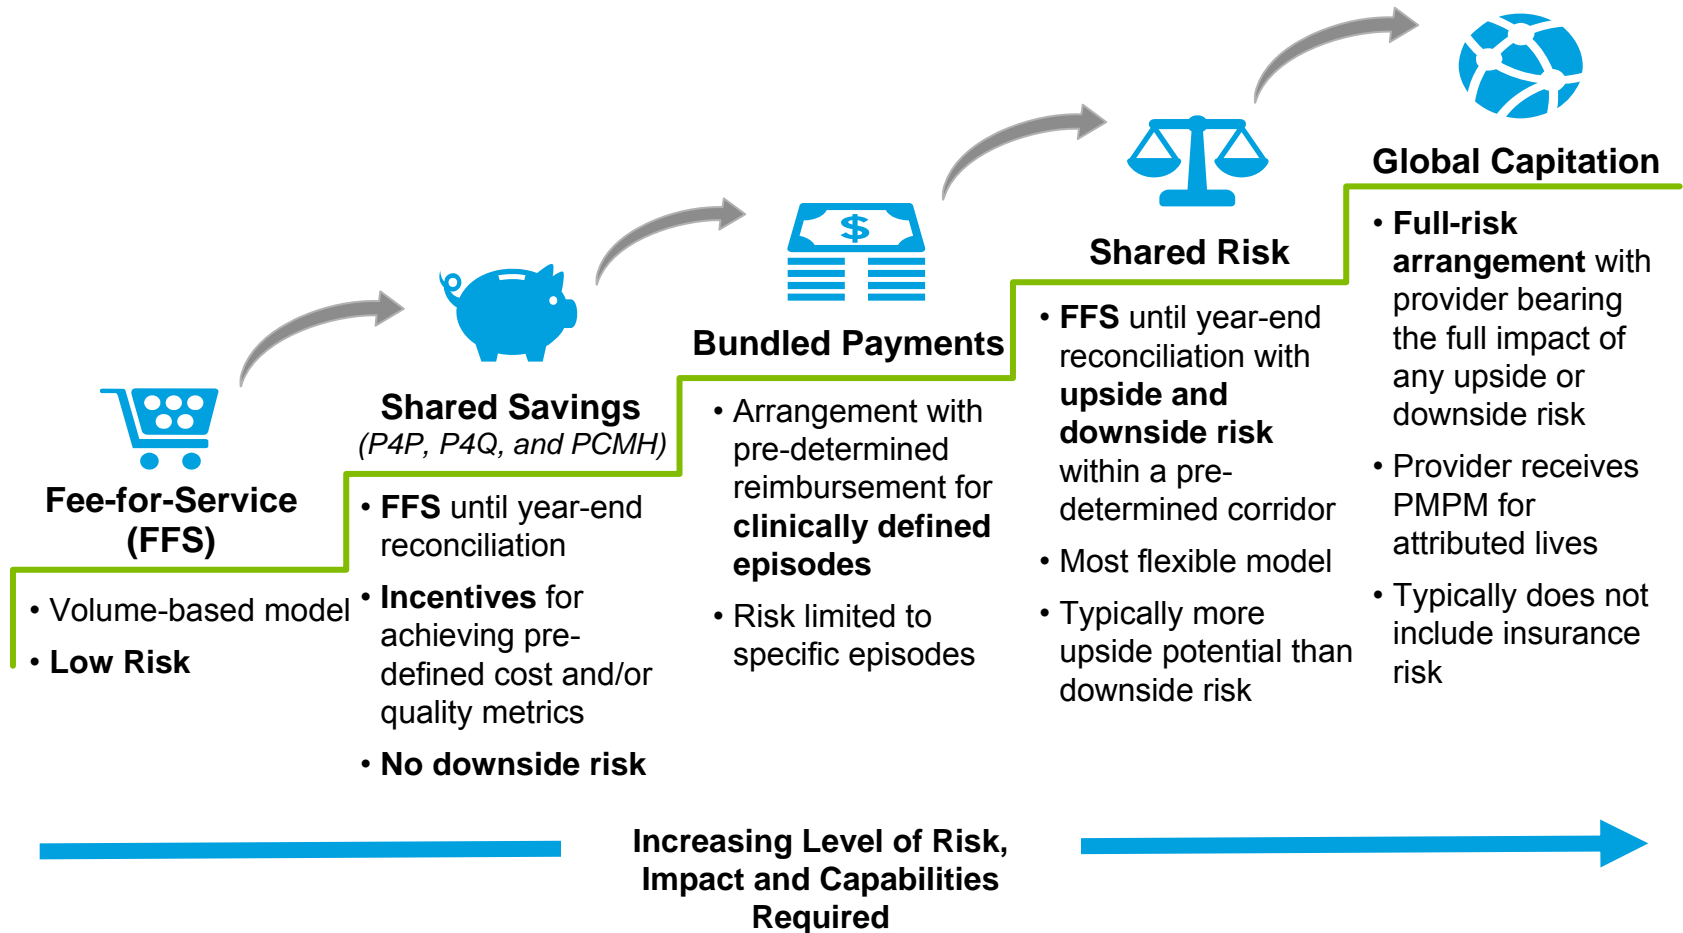 Fee-for-Service
(FFS)
• Volume-based model
• Low Risk
Shared Savings
(P4P, P4Q, and PCMH)
• FFS until year-end
reconciliation
• Incentives for
achieving pre-
defined cost and/or
quality metrics
• No downside risk
$
Bundled Payments
• Arrangement with
pre-determined
reimbursement for
clinically defined
episodes
• Risk limited to
specific episodes
Shared Risk
• FFS until year-end
reconciliation with
upside and
downside risk
within a pre-
determined corridor
• Most flexible model
• Typically more
upside potential than
downside risk
Global Capitation
• Full-risk
arrangement with
provider bearing
the full impact of
any upside or
downside risk
• Provider receives
PMPM for
attributed lives
• Typically does not
include insurance
risk
Increasing Level of Risk,
Impact and Capabilities
Required